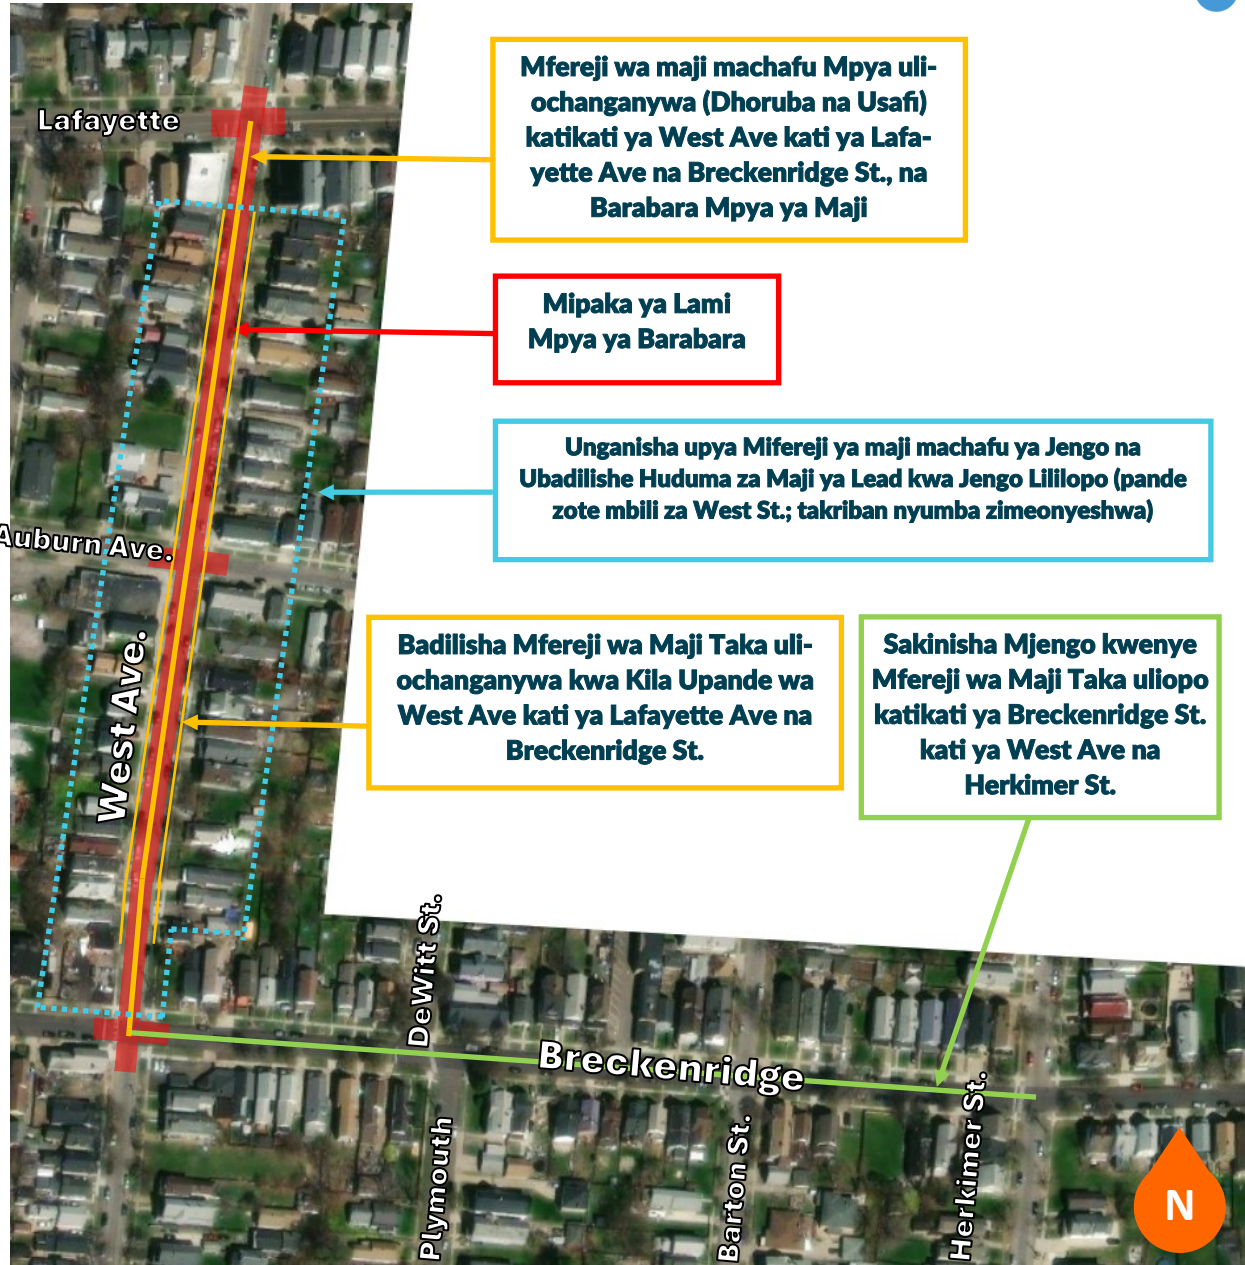 Lafayette
Mfereji wa maji machafu Mpya uli-
ochanganywa (Dhoruba na Usafi)
katikati ya West Ave kati ya Lafa-
yette Ave na Breckenridge St., na
Barabara Mpya ya Maji
Mipaka ya Lami
Mpya ya Barabara
Unganisha upya Mifereji ya maji machafu ya Jengo na
Ubadilishe Huduma za Maji ya Lead kwa Jengo Lililopo (pande
zote mbili za West St.; takriban nyumba zimeonyeshwa)
Auburn Ave.
West Ave.
Badilisha Mfereji wa Maji Taka uli-
ochanganywa kwa Kila Upande wa
West Ave kati ya Lafayette Ave na
Breckenridge St.
Sakinisha Mjengo kwenye
Mfereji wa Maji Taka uliopo
katikati ya Breckenridge St.
kati ya West Ave na
Herkimer St.
DeWitt St.
Breckenridge
Plymouth
Barton St.
Herkimer St.
N